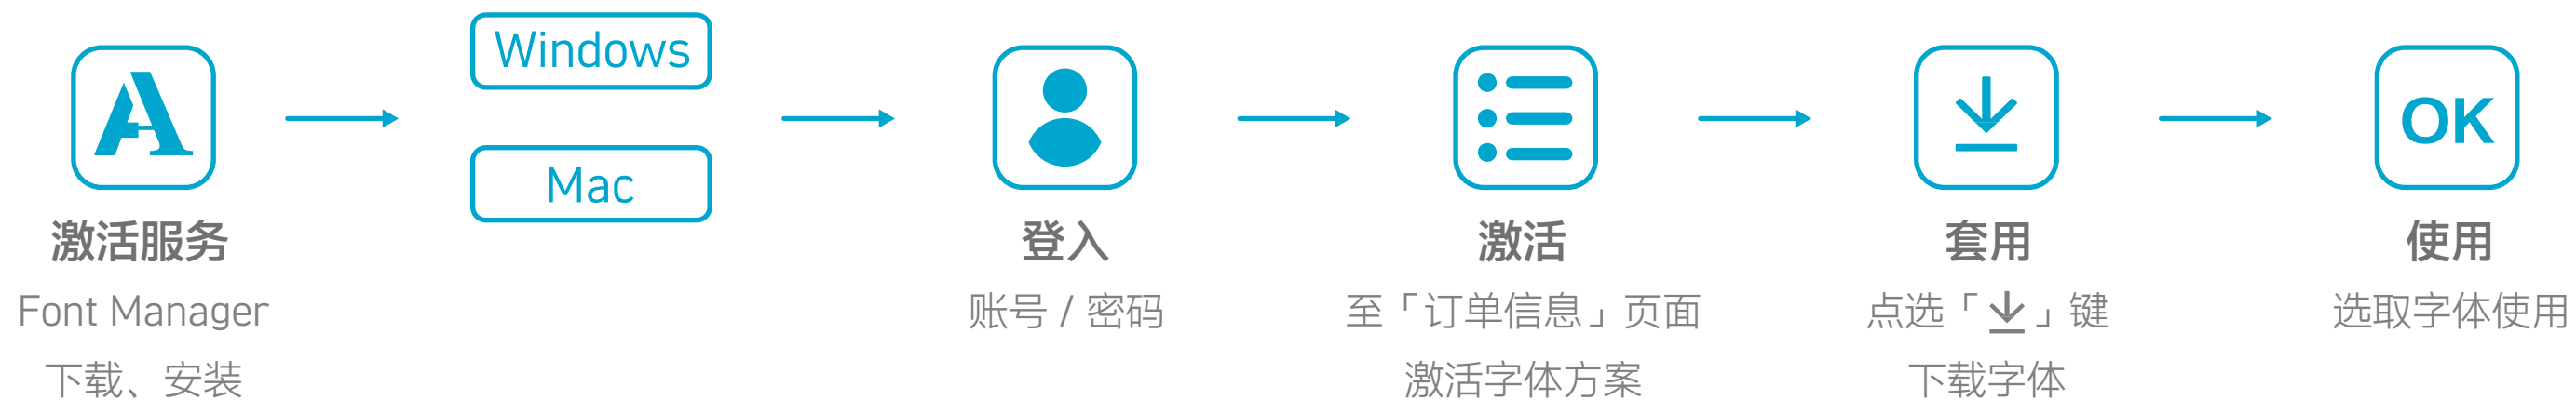 Windows
Mac
OK
激活服务
Font Manager
下载、安装
登入
账号 / 密码
激活
至「订单信息」页面
激活字体方案
套用
点选「」键
下载字体
使用
选取字体使用